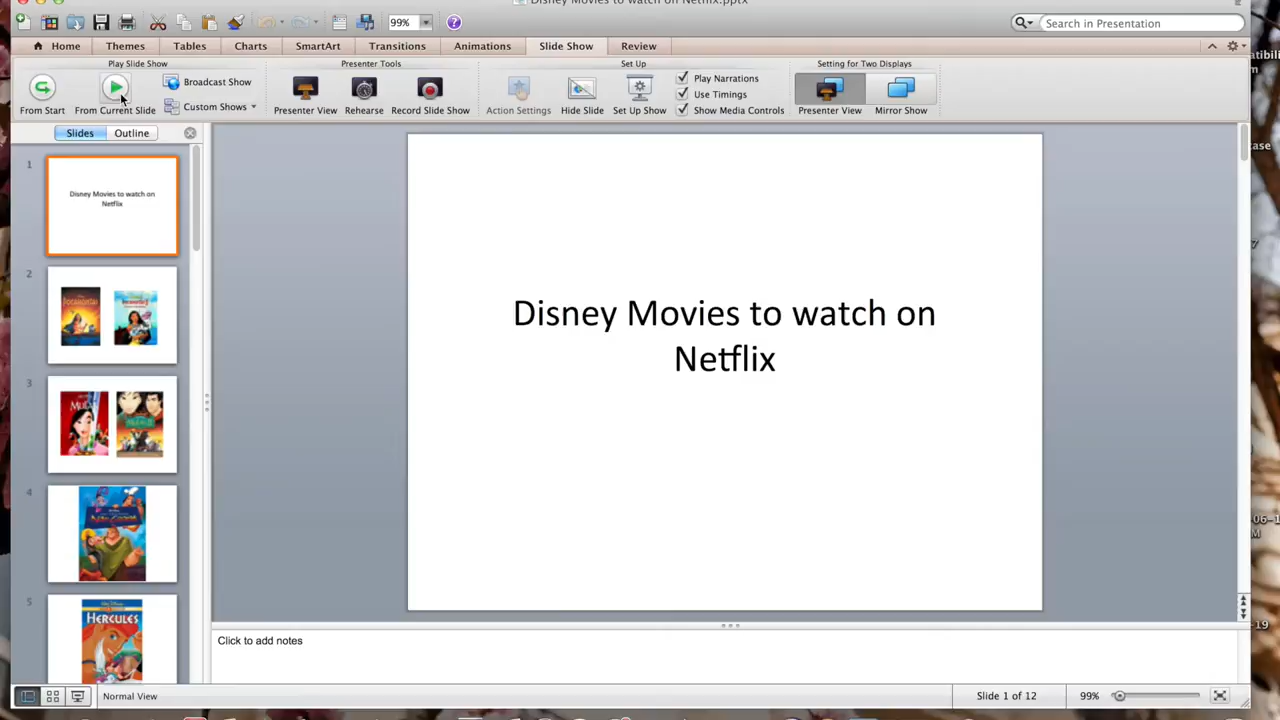 Disney Movies to watch on Netflix.pptx
99%
Search in Presentation
Home
Themes
Tables
Charts
SmartArt
Transitions
Animations
Slide Show
Review
Play Slide Show
Presenter Tools
Set Up
Setting for Two Displays
From Start
From Current Slide
Broadcast Show
Custom Shows
Presenter View
Rehearse
Record Slide Show
Action Settings
Hide Slide
Set Up Show
Play Narrations
Use Timings
Show Media Controls
Presenter View
Mirror Show
Slides
Outline
1
Disney Movies to watch on
Netflix
2
3
4
5
HERCULES
Disney Movies to watch on
Netflix
Click to add notes
Normal View
Slide 1 of 12
99%